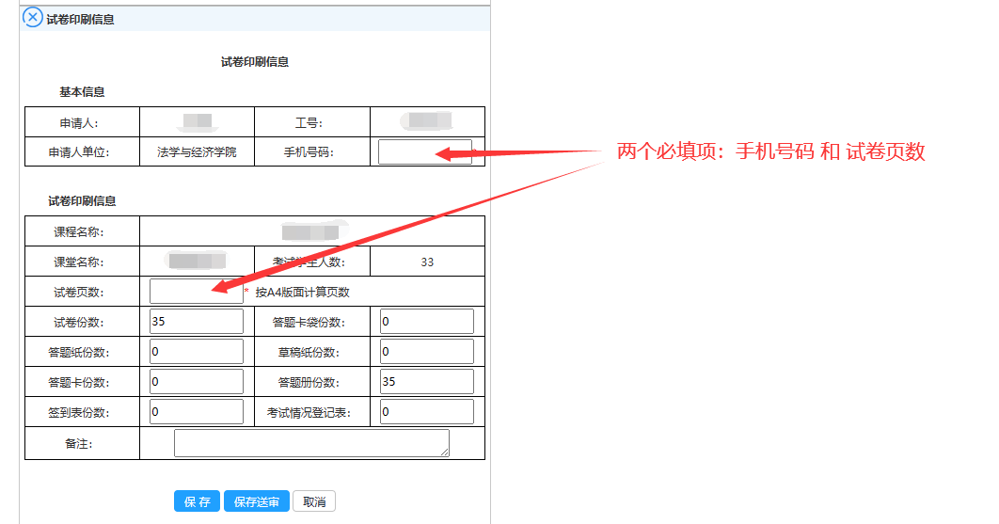 试卷印刷信息
试卷印刷信息
基本信息
申请人: 工号:
申请人单位: 法学与经济学院 手机号码: *
两个必填项：手机号码 和 试卷页数
试卷印刷信息
课程名称:
课堂名称: 考试学生人数: 33
试卷页数: * 按A4版面计算页数
试卷份数: 35 答题卡袋份数: 0
答题纸份数: 0 草稿纸份数: 0
答题卡份数: 0 答题册份数: 35
签到表份数: 0 考试情况登记表: 0
备注:
保 存 保存送审 取消